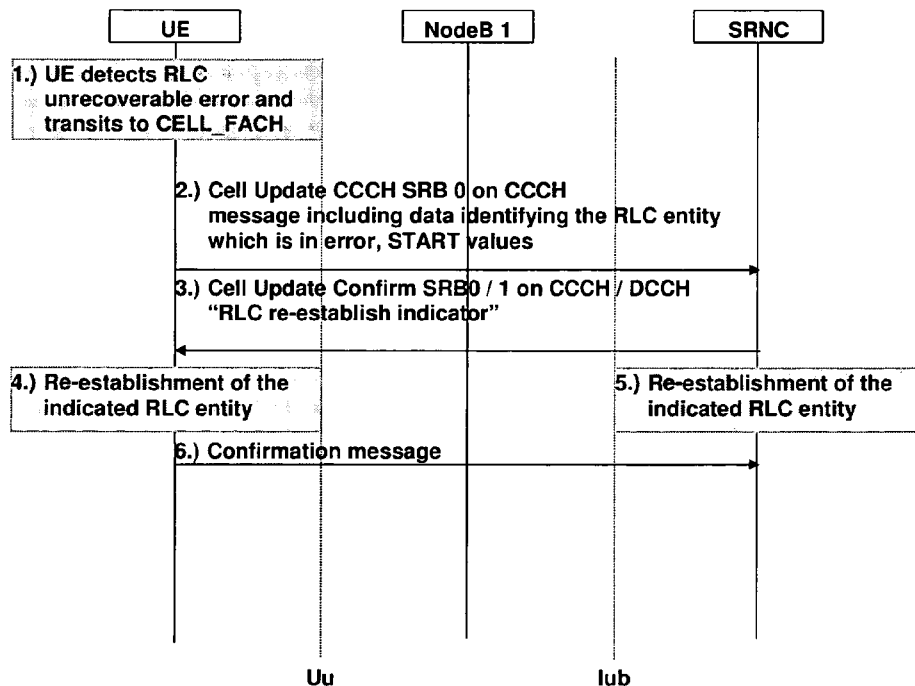 UE
NodeB 1
SRNC
1.) UE detects RLC
unrecoverable error and
transits to CELL_FACH
2.) Cell Update CCCH SRB 0 on CCCH
message including data identifying the RLC entity
which is in error, START values
3.) Cell Update Confirm SRB0 / 1 on CCCH / DCCH
“RLC re-establish indicator”
4.) Re-establishment of the
indicated RLC entity
5.) Re-establishment of the
indicated RLC entity
6.) Confirmation message
Uu
Iub